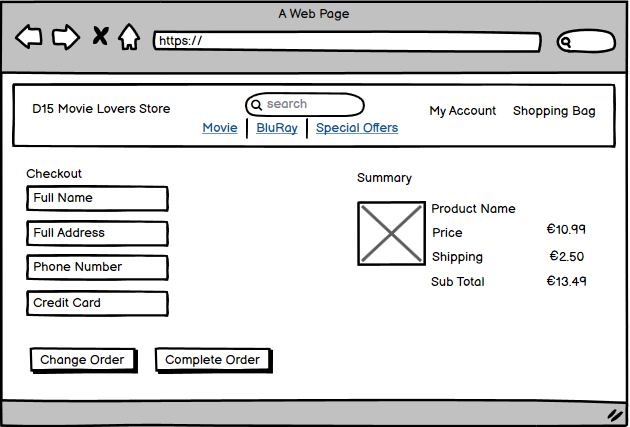 A Web Page
https://
D15 Movie Lovers Store
search
My Account
Shopping Bag
Movie
BluRay
Special Offers
Checkout
Full Name
Full Address
Phone Number
Credit Card
Change Order
Complete Order
Summary
Product Name
Price €10.99
Shipping €2.50
Sub Total €13.49